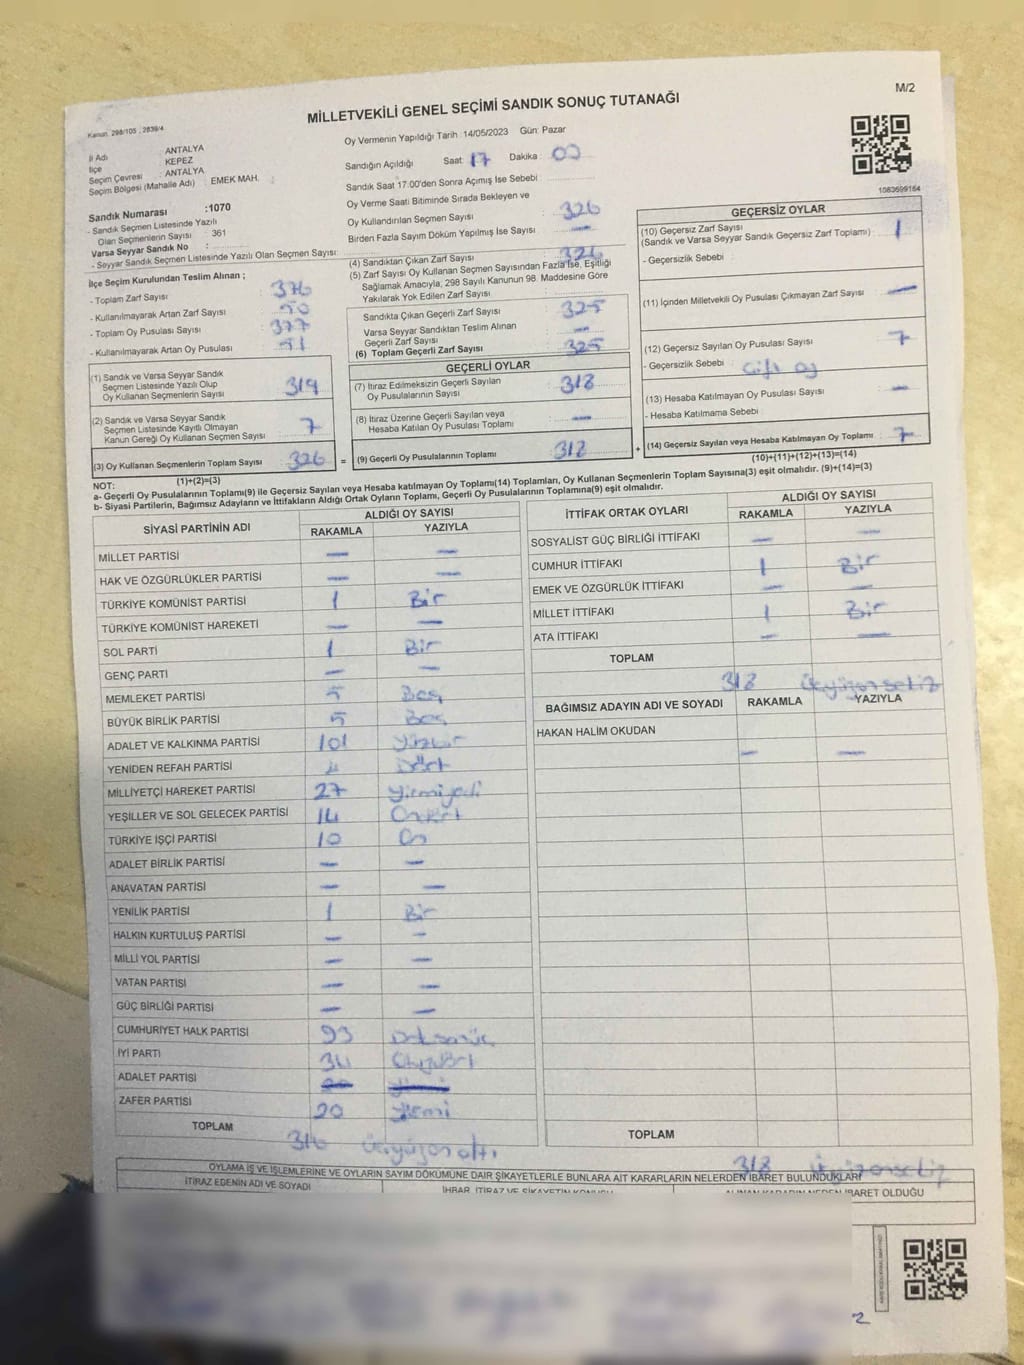 M/2
MİLLETVEKİLİ GENEL SEÇİMİ SANDIK SONUÇ TUTANAĞI
Kanun: 298/105 , 2839/4
İl Adı : ANTALYA
İlçe : KEPEZ
Seçim Çevresi : ANTALYA
Seçim Bölgesi (Mahalle Adı) : EMEK MAH.
Sandık Numarası :1070
- Sandık Seçmen Listesinde Yazılı
Olan Seçmenlerin Sayısı : 361
Varsa Seyyar Sandık No :
- Seyyar Sandık Seçmen Listesinde Yazılı Olan Seçmen Sayısı :
Oy Vermenin Yapıldığı Tarih :14/05/2023 Gün: Pazar
Sandığın Açıldığı Saat: 17 Dakika: 00
Sandık Saat 17:00'den Sonra Açımış İse Sebebi :
Oy Verme Saati Bitiminde Sırada Bekleyen ve
Oy Kullandırılan Seçmen Sayısı : 326
Birden Fazla Sayım Döküm Yapılmış İse Sayısı : —
(4) Sandıktan Çıkan Zarf Sayısı : 326
(5) Zarf Sayısı Oy Kullanan Seçmen Sayısından Fazla İse, Eşitliği
Sağlamak Amacıyla; 298 Sayılı Kanunun 98. Maddesine Göre
Yakılarak Yok Edilen Zarf Sayısı :
Sandıkta Çıkan Geçerli Zarf Sayısı : 325
Varsa Seyyar Sandıktan Teslim Alınan
Geçerli Zarf Sayısı : —
(6) Toplam Geçerli Zarf Sayısı : 325
İlçe Seçim Kurulundan Teslim Alınan ;
- Toplam Zarf Sayısı : 376
- Kullanılmayarak Artan Zarf Sayısı : 50
- Toplam Oy Pusulası Sayısı : 377
- Kullanılmayarak Artan Oy Pusulası : 51
(1) Sandık ve Varsa Seyyar Sandık
Seçmen Listesinde Yazılı Olup
Oy Kullanan Seçmenlerin Sayısı : 319
(2) Sandık ve Varsa Seyyar Sandık
Seçmen Listesinde Kayıtlı Olmayan
Kanun Gereği Oy Kullanan Seçmen Sayısı : 7
(3) Oy Kullanan Seçmenlerin Toplam Sayısı : 326
(1)+(2)=(3)
=
GEÇERLİ OYLAR
(7) İtiraz Edilmeksizin Geçerli Sayılan
Oy Pusulalarının Sayısı : 318
(8) İtiraz Üzerine Geçerli Sayılan veya
Hesaba Katılan Oy Pusulası Toplamı : —
(9) Geçerli Oy Pusulalarının Toplamı : 318
+
1083699164
GEÇERSİZ OYLAR
(10) Geçersiz Zarf Sayısı
(Sandık ve Varsa Seyyar Sandık Geçersiz Zarf Toplamı) : 1
- Geçersizlik Sebebi :
(11) İçinden Milletvekili Oy Pusulası Çıkmayan Zarf Sayısı : —
(12) Geçersiz Sayılan Oy Pusulası Sayısı : 7
- Geçersizlik Sebebi : Çift oy
(13) Hesaba Katılmayan Oy Pusulası Sayısı : —
- Hesaba Katılmama Sebebi :
(14) Geçersiz Sayılan veya Hesaba Katılmayan Oy Toplamı : 7
(10)+(11)+(12)+(13)=(14)
NOT:
a- Geçerli Oy Pusulalarının Toplamı(9) ile Geçersiz Sayılan veya Hesaba katılmayan Oy Toplamı(14) Toplamları, Oy Kullanan Seçmenlerin Toplam Sayısına(3) eşit olmalıdır. (9)+(14)=(3)
b- Siyasi Partilerin, Bağımsız Adayların ve İttifakların Aldığı Ortak Oyların Toplamı, Geçerli Oy Pusulalarının Toplamına(9) eşit olmalıdır.
SİYASİ PARTİNİN ADI ALDIĞI OY SAYISI
RAKAMLA YAZIYLA
MİLLET PARTİSİ — —
HAK VE ÖZGÜRLÜKLER PARTİSİ — —
TÜRKİYE KOMÜNİST PARTİSİ 1 Bir
TÜRKİYE KOMÜNİST HAREKETİ — —
SOL PARTİ 1 Bir
GENÇ PARTİ — —
MEMLEKET PARTİSİ 5 Beş
BÜYÜK BİRLİK PARTİSİ 5 Beş
ADALET VE KALKINMA PARTİSİ 101 Yüzbir
YENİDEN REFAH PARTİSİ 4 Dört
MİLLİYETÇİ HAREKET PARTİSİ 27 Yirmiyedi
YEŞİLLER VE SOL GELECEK PARTİSİ 14 Ondört
TÜRKİYE İŞÇİ PARTİSİ 10 On
ADALET BİRLİK PARTİSİ — —
ANAVATAN PARTİSİ — —
YENİLİK PARTİSİ 1 Bir
HALKIN KURTULUŞ PARTİSİ — —
MİLLİ YOL PARTİSİ — —
VATAN PARTİSİ — —
GÜÇ BİRLİĞİ PARTİSİ — —
CUMHURİYET HALK PARTİSİ 93 Doksanüç
İYİ PARTİ 34 Otuzdört
ADALET PARTİSİ
ZAFER PARTİSİ 20 Yirmi
TOPLAM 316 Üçyüzonaltı
İTTİFAK ORTAK OYLARI ALDIĞI OY SAYISI
RAKAMLA YAZIYLA
SOSYALİST GÜÇ BİRLİĞİ İTTİFAKI — —
CUMHUR İTTİFAKI 1 Bir
EMEK VE ÖZGÜRLÜK İTTİFAKI — —
MİLLET İTTİFAKI 1 Bir
ATA İTTİFAKI — —
TOPLAM 318 Üçyüzonsekiz
BAĞIMSIZ ADAYIN ADI VE SOYADI RAKAMLA YAZIYLA
HAKAN HALİM OKUDAN — —
TOPLAM 318 Üçyüzonsekiz
OYLAMA İŞ VE İŞLEMLERİNE VE OYLARIN SAYIM DÖKÜMÜNE DAİR ŞİKAYETLERLE BUNLARA AİT KARARLARIN NELERDEN İBARET BULUNDUKLARI
İTİRAZ EDENİN ADI VE SOYADI İHBAR, İTİRAZ VE ŞİKAYETİN KONUSU ALINAN KARARIN NEDEN İBARET OLDUĞU
2